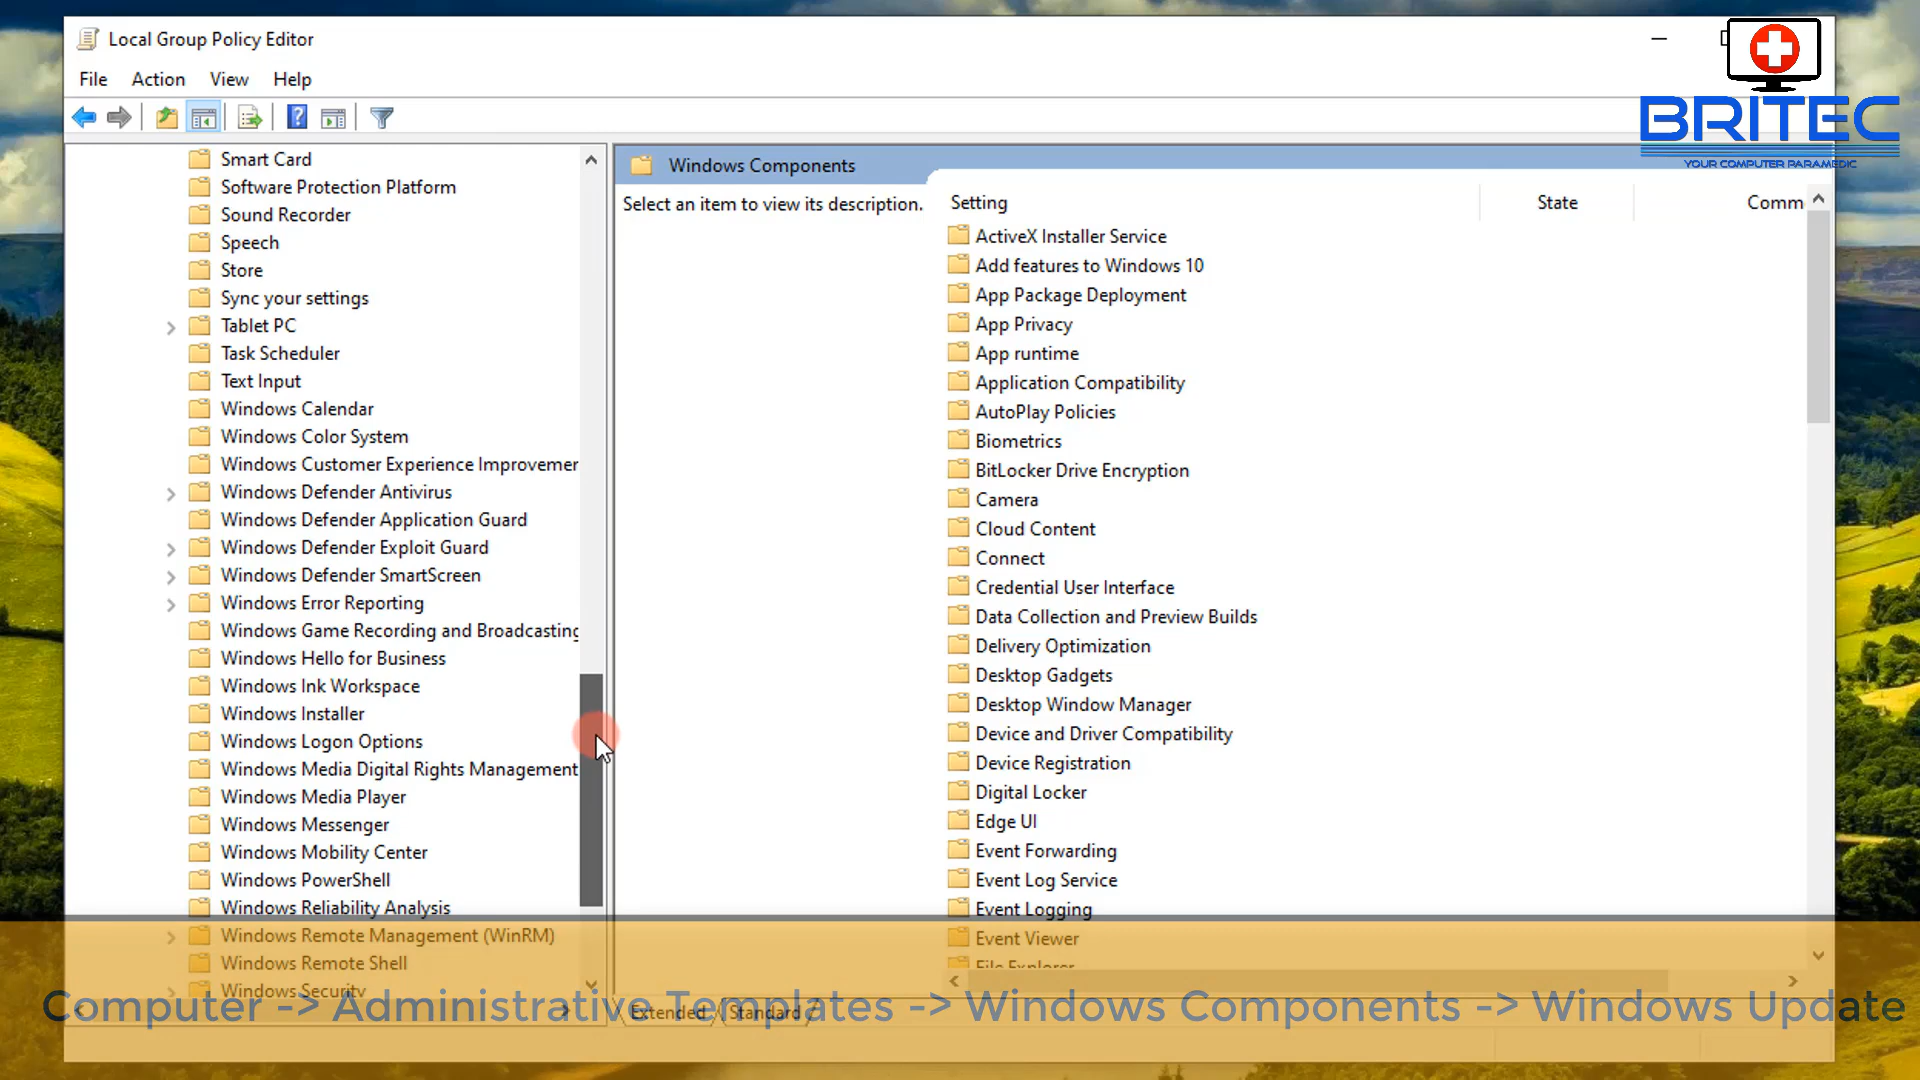 Local Group Policy Editor
File Action View Help
BRITEC
YOUR COMPUTER PARAMEDIC
Smart Card
Software Protection Platform
Sound Recorder
Speech
Store
Sync your settings
Tablet PC
Task Scheduler
Text Input
Windows Calendar
Windows Color System
Windows Customer Experience Improvemer
Windows Defender Antivirus
Windows Defender Application Guard
Windows Defender Exploit Guard
Windows Defender SmartScreen
Windows Error Reporting
Windows Game Recording and Broadcasting
Windows Hello for Business
Windows Ink Workspace
Windows Installer
Windows Logon Options
Windows Media Digital Rights Management
Windows Media Player
Windows Messenger
Windows Mobility Center
Windows PowerShell
Windows Reliability Analysis
Windows Remote Management (WinRM)
Windows Remote Shell
Windows Security
Windows Components
Select an item to view its description.
Setting State Comm
ActiveX Installer Service
Add features to Windows 10
App Package Deployment
App Privacy
App runtime
Application Compatibility
AutoPlay Policies
Biometrics
BitLocker Drive Encryption
Camera
Cloud Content
Connect
Credential User Interface
Data Collection and Preview Builds
Delivery Optimization
Desktop Gadgets
Desktop Window Manager
Device and Driver Compatibility
Device Registration
Digital Locker
Edge UI
Event Forwarding
Event Log Service
Event Logging
Event Viewer
File Explorer
Extended Standard
Computer -> Administrative Templates -> Windows Components -> Windows Update